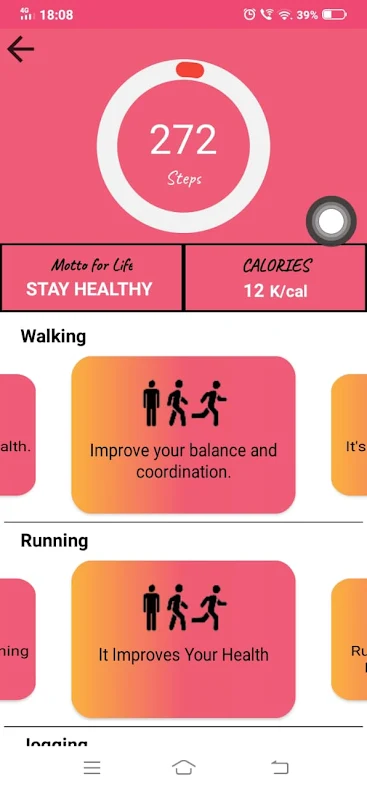 4G 18:08 39%
272
Steps
Motto for Life CALORIES
STAY HEALTHY 12 K/cal
Walking
Improve your balance and
coordination.
alth.
It's
Running
It Improves Your Health
ning
Ru
Jogging